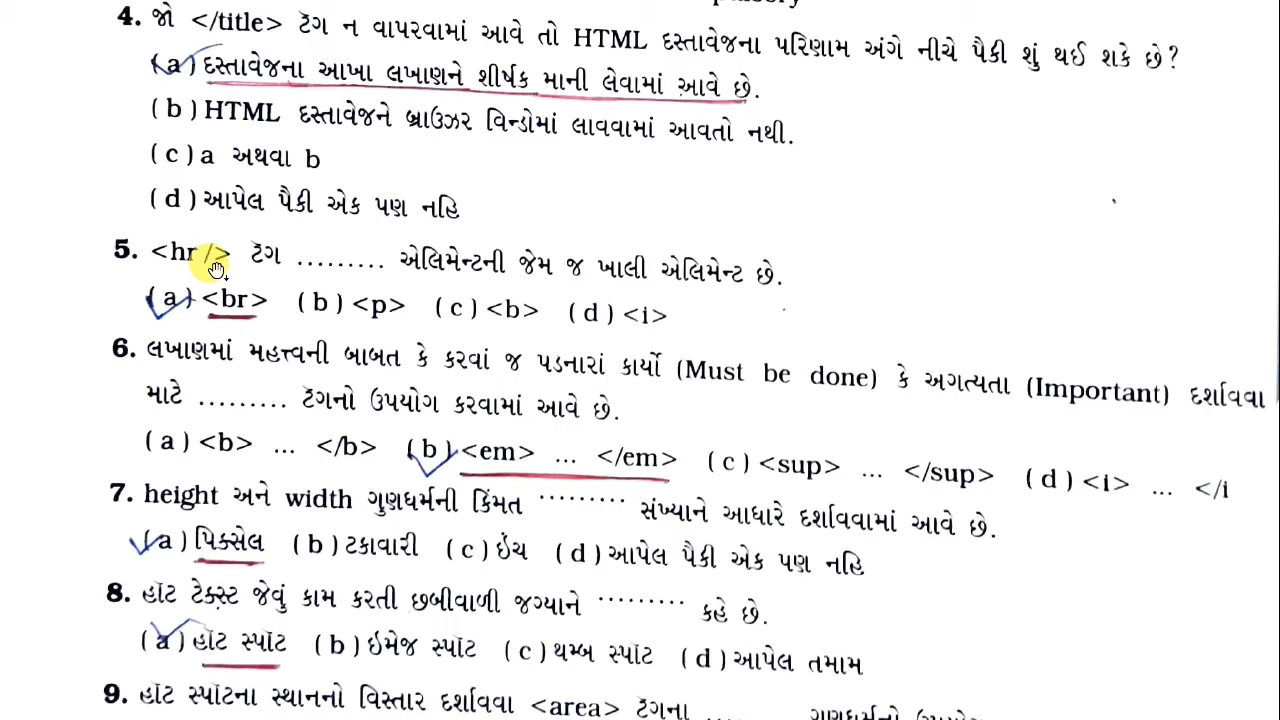 4. જો </title> ટૅગ ન વાપરવામાં આવે તો HTML દસ્તાવેજના પરિણામ અંગે નીચે પૈકી શું થઈ શકે છે?
(a) દસ્તાવેજના આખા લખાણને શીર્ષક માની લેવામાં આવે છે.
(b) HTML દસ્તાવેજને બ્રાઉઝર વિન્ડોમાં લાવવામાં આવતો નથી.
(c) a અથવા b
(d) આપેલ પૈકી એક પણ નહિ
5. <hr /> ટૅગ ......... એલિમેન્ટની જેમ જ ખાલી એલિમેન્ટ છે.
(a) <br> (b) <p> (c) <b> (d) <i>
6. લખાણમાં મહત્ત્વની બાબત કે કરવાં જ પડનારાં કાર્યો (Must be done) કે અગત્યતા (Important) દર્શાવવા
માટે ......... ટૅગનો ઉપયોગ કરવામાં આવે છે.
(a) <b> ... </b> (b) <em> ... </em> (c) <sup> ... </sup> (d) <i> ... </i
7. height અને width ગુણધર્મની કિંમત ......... સંખ્યાને આધારે દર્શાવવામાં આવે છે.
(a) પિક્સેલ (b) ટકાવારી (c) ઇંચ (d) આપેલ પૈકી એક પણ નહિ
8. હૉટ ટેક્સ્ટ જેવું કામ કરતી છબીવાળી જગ્યાને ......... કહે છે.
(a) હૉટ સ્પૉટ (b) ઇમેજ સ્પૉટ (c) થમ્બ સ્પૉટ (d) આપેલ તમામ
9. હૉટ સ્પૉટના સ્થાનનો વિસ્તાર દર્શાવવા <area> ટૅગના